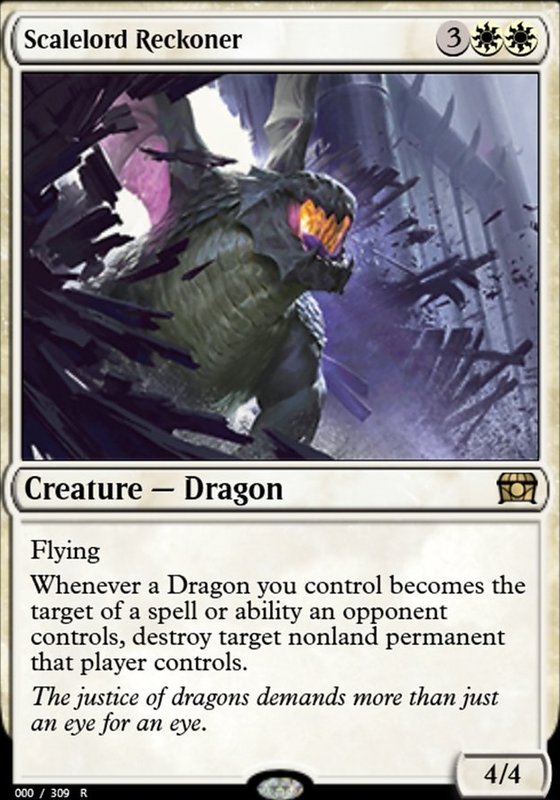 Scalelord Reckoner 3
Creature — Dragon
Flying
Whenever a Dragon you control becomes the
target of a spell or ability an opponent
controls, destroy target nonland permanent
that player controls.
The justice of dragons demands more than just
an eye for an eye.
4/4
000 / 309 R